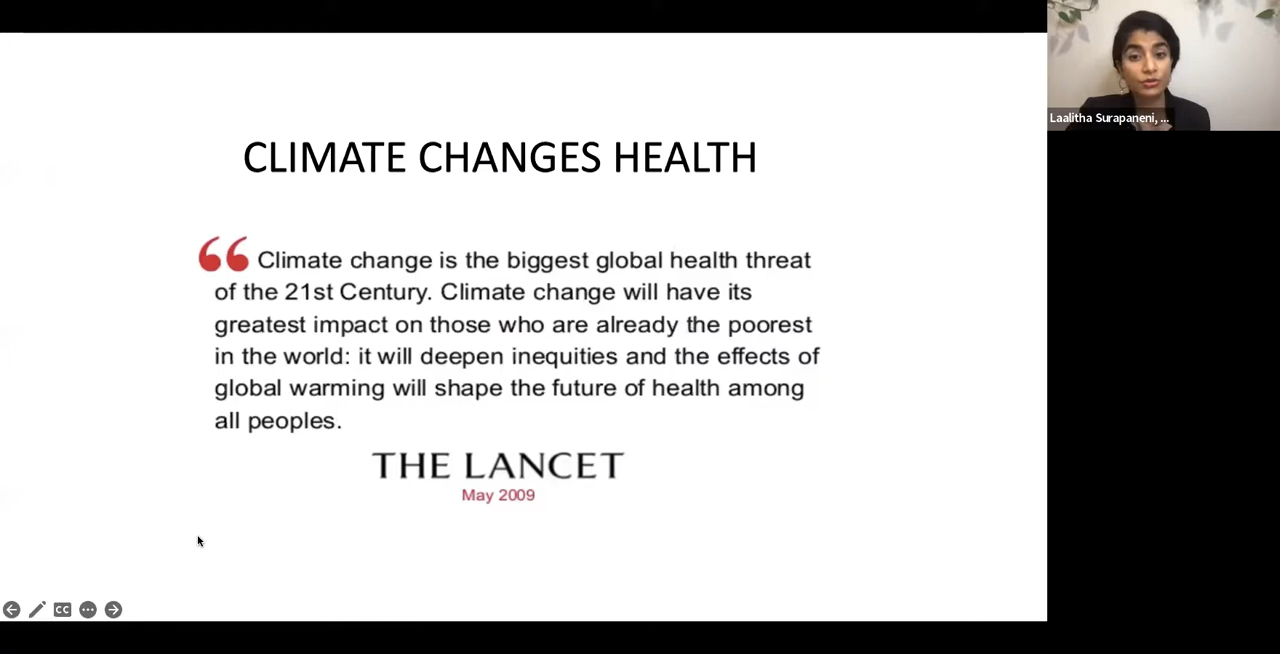 CLIMATE CHANGES HEALTH
“ Climate change is the biggest global health threat
of the 21st Century. Climate change will have its
greatest impact on those who are already the poorest
in the world: it will deepen inequities and the effects of
global warming will shape the future of health among
all peoples.
THE LANCET
May 2009
Laalitha Surapaneni, ...
CC